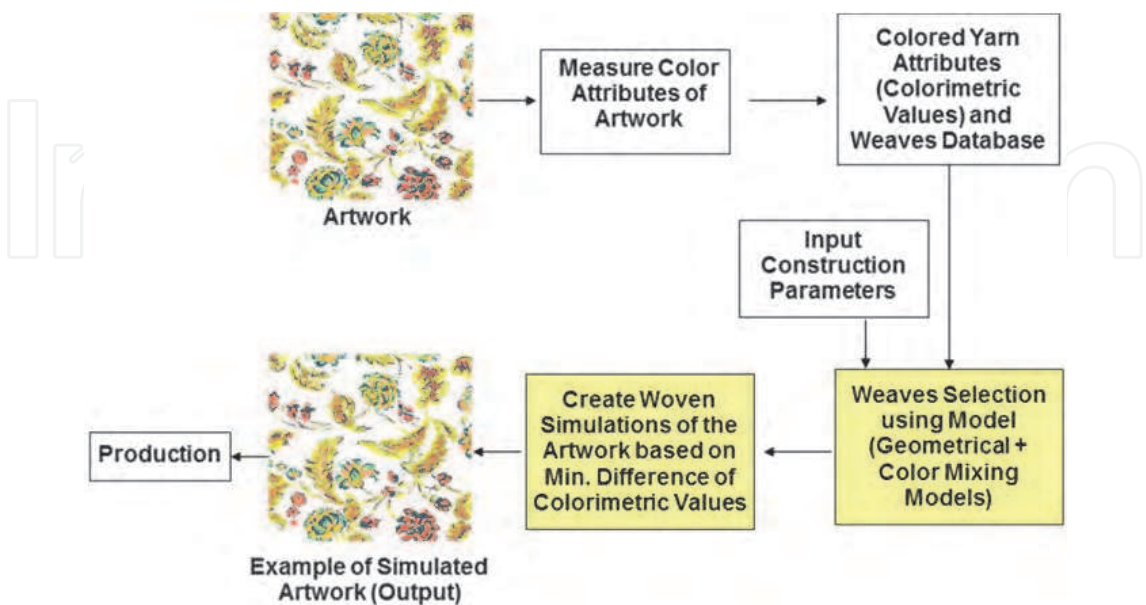 Artwork
Measure Color
Attributes of
Artwork
Colored Yarn
Attributes
(Colorimetric
Values) and
Weaves Database
Input
Construction
Parameters
Weaves Selection
using Model
(Geometrical +
Color Mixing
Models)
Create Woven
Simulations of the
Artwork based on
Min. Difference of
Colorimetric Values
Example of Simulated
Artwork (Output)
Production